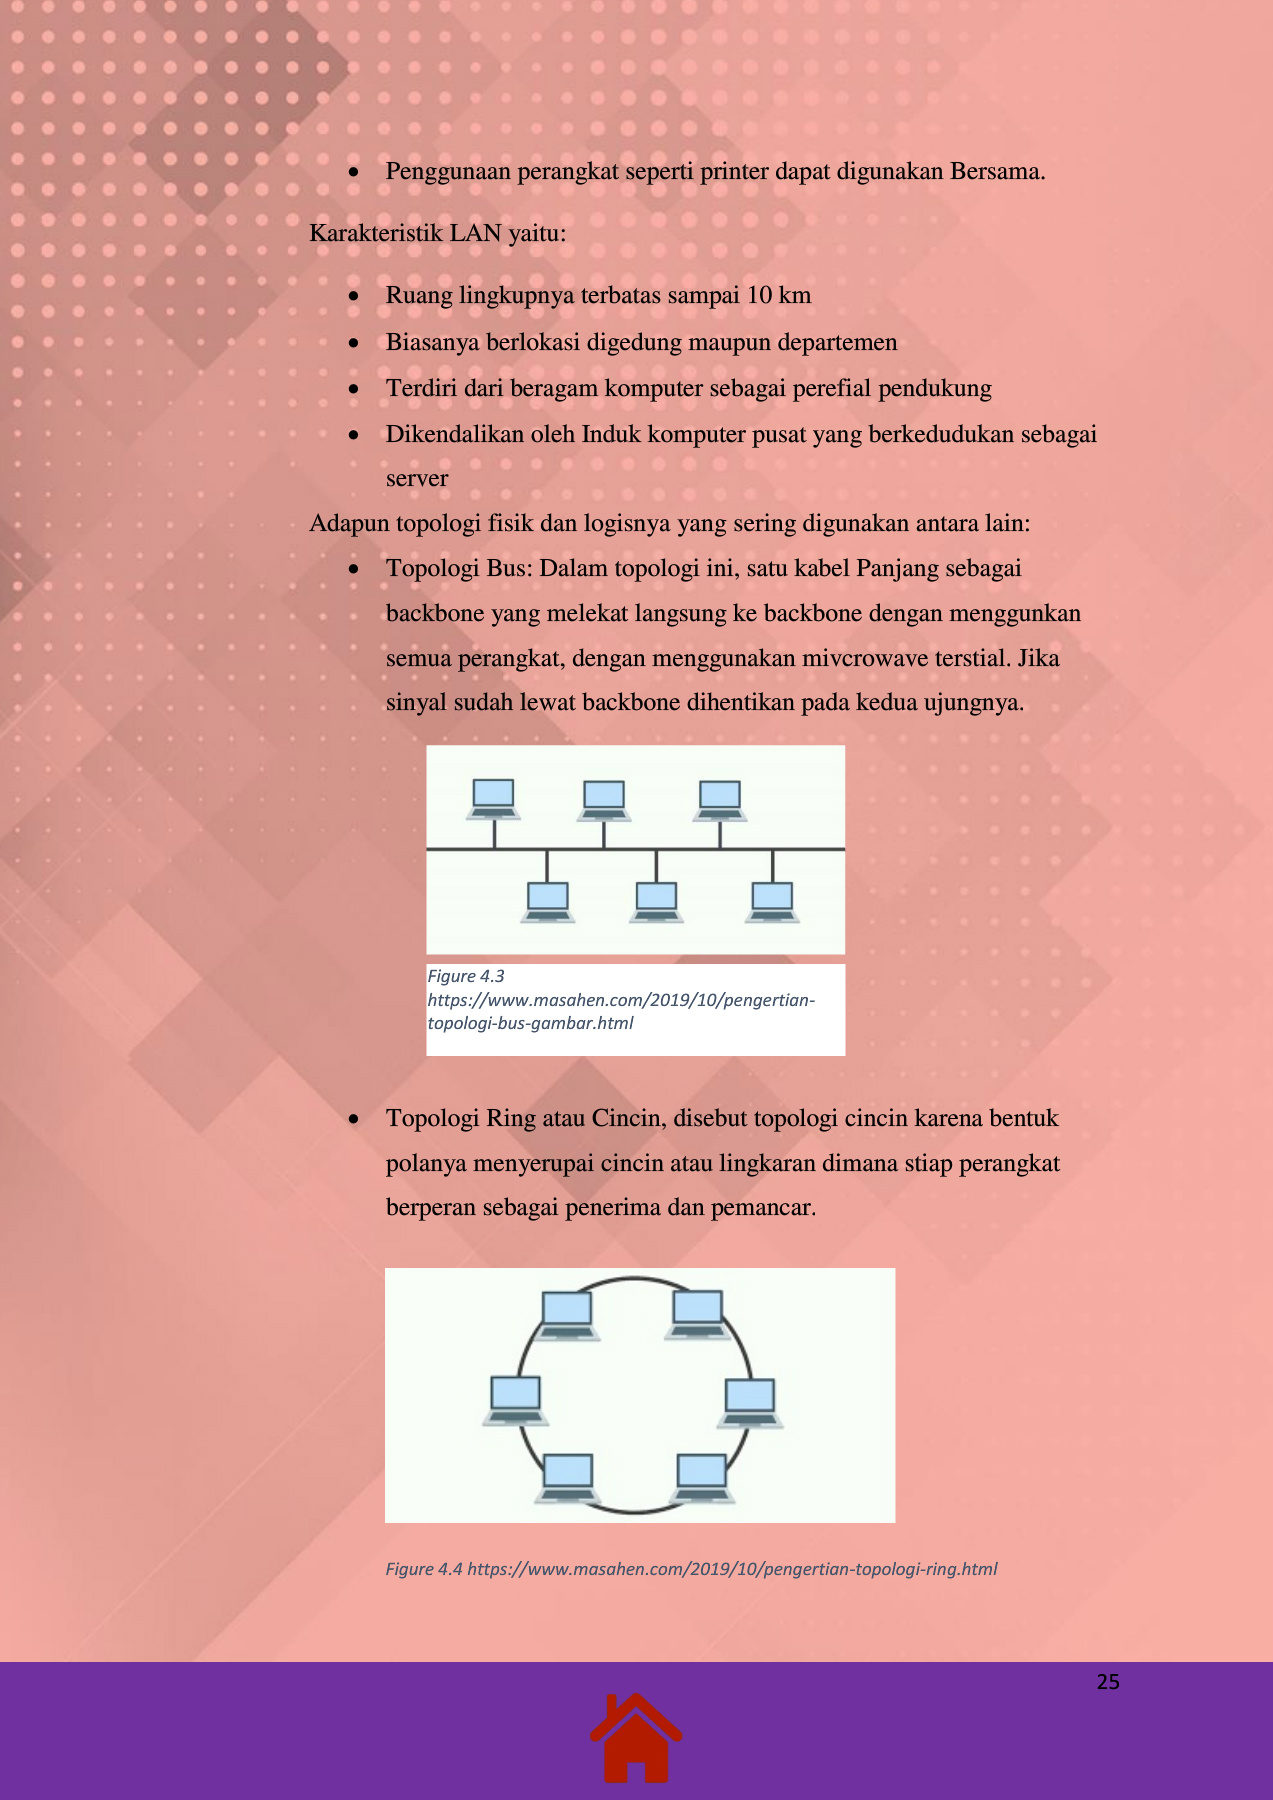 • Penggunaan perangkat seperti printer dapat digunakan Bersama.
Karakteristik LAN yaitu:
• Ruang lingkupnya terbatas sampai 10 km
• Biasanya berlokasi digedung maupun departemen
• Terdiri dari beragam komputer sebagai perefial pendukung
• Dikendalikan oleh Induk komputer pusat yang berkedudukan sebagai
server
Adapun topologi fisik dan logisnya yang sering digunakan antara lain:
• Topologi Bus: Dalam topologi ini, satu kabel Panjang sebagai
backbone yang melekat langsung ke backbone dengan menggunkan
semua perangkat, dengan menggunakan mivcrowave terstial. Jika
sinyal sudah lewat backbone dihentikan pada kedua ujungnya.
Figure 4.3
https://www.masahen.com/2019/10/pengertian-
topologi-bus-gambar.html
• Topologi Ring atau Cincin, disebut topologi cincin karena bentuk
polanya menyerupai cincin atau lingkaran dimana stiap perangkat
berperan sebagai penerima dan pemancar.
Figure 4.4 https://www.masahen.com/2019/10/pengertian-topologi-ring.html
25